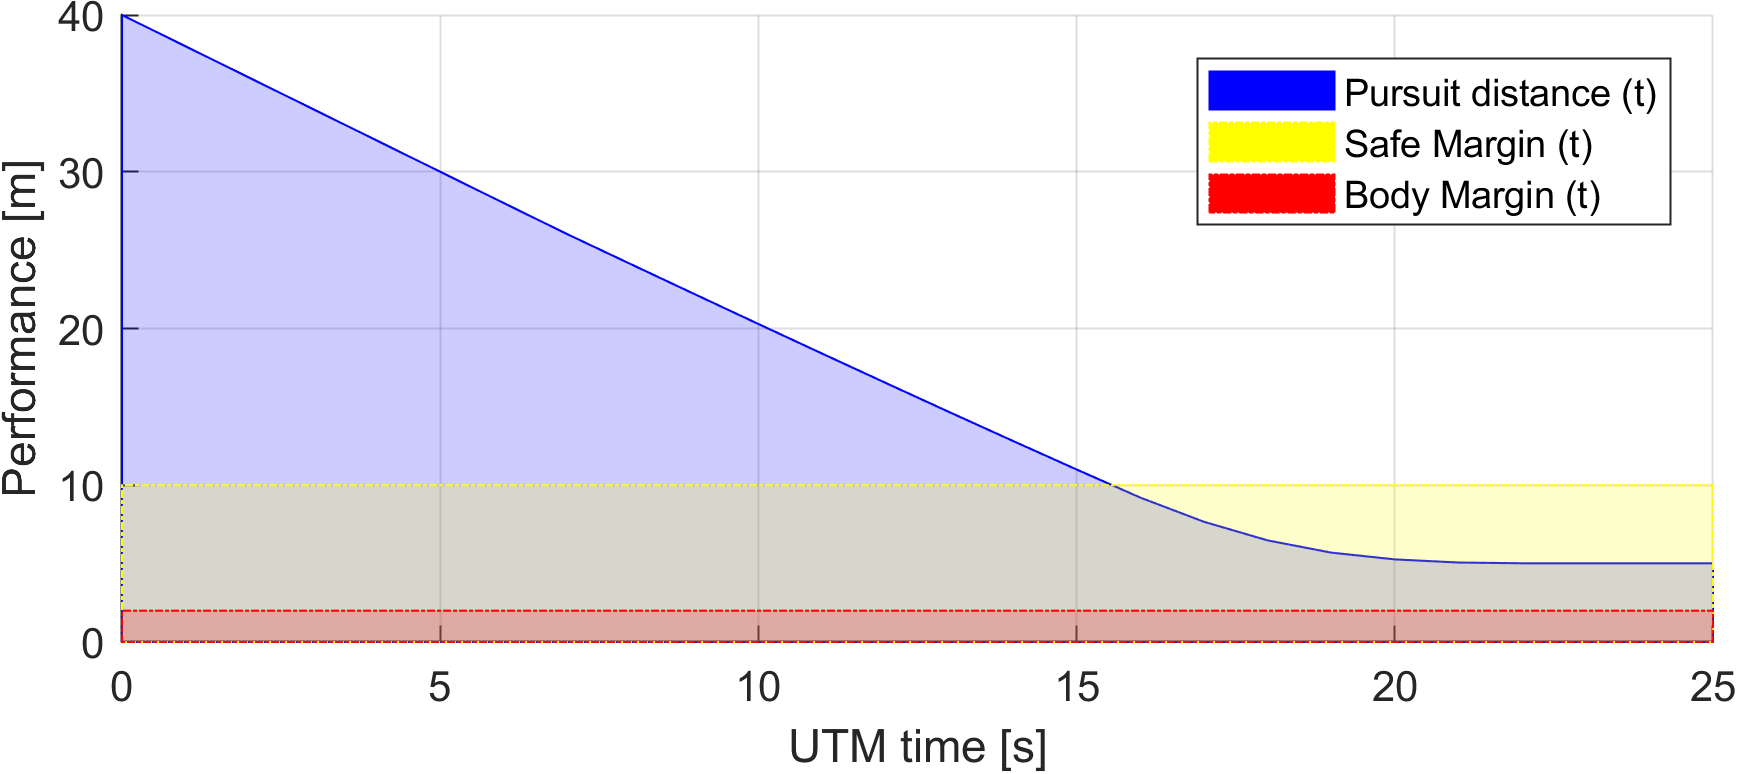 40
30
20
10
0
Performance [m]
Pursuit distance (t)
Safe Margin (t)
Body Margin (t)
0 5 10 15 20 25
UTM time [s]